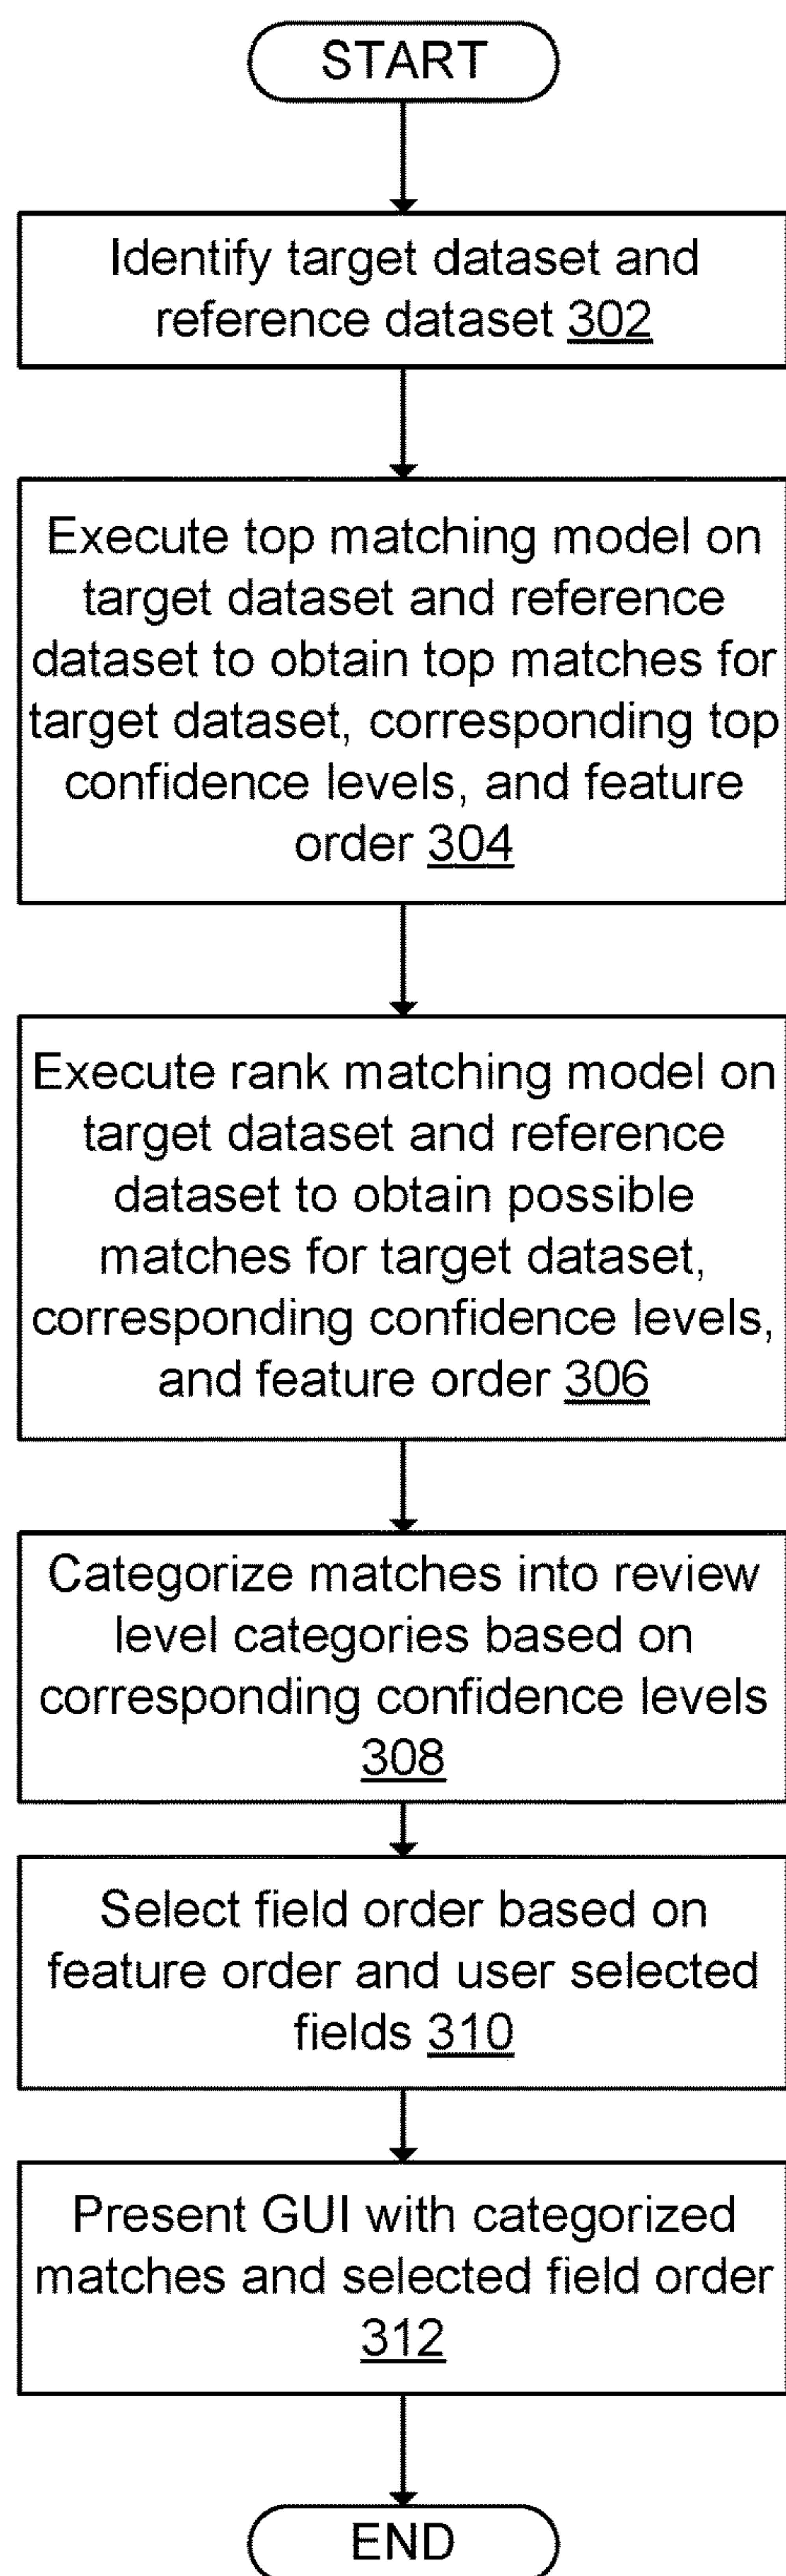 START
Identify target dataset and
reference dataset 302
Execute top matching model on
target dataset and reference
dataset to obtain top matches for
target dataset, corresponding top
confidence levels, and feature
order 304
Execute rank matching model on
target dataset and reference
dataset to obtain possible
matches for target dataset,
corresponding confidence levels,
and feature order 306
Categorize matches into review
level categories based on
corresponding confidence levels
308
Select field order based on
feature order and user selected
fields 310
Present GUI with categorized
matches and selected field order
312
END